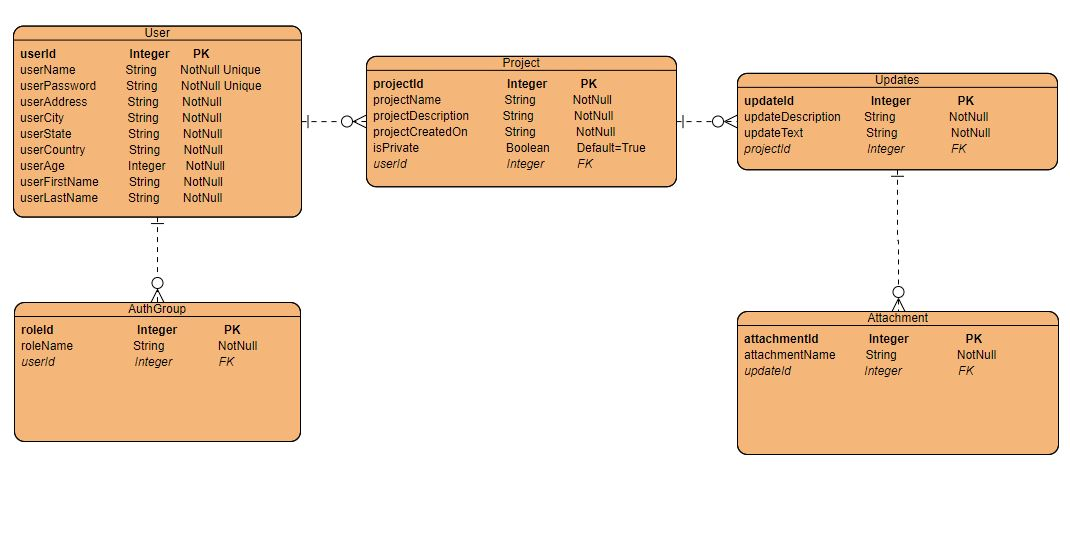 User
userId Integer PK
userName String NotNull Unique
userPassword String NotNull Unique
userAddress String NotNull
userCity String NotNull
userState String NotNull
userCountry String NotNull
userAge Integer NotNull
userFirstName String NotNull
userLastName String NotNull
Project
projectId Integer PK
projectName String NotNull
projectDescription String NotNull
projectCreatedOn String NotNull
isPrivate Boolean Default=True
userId Integer FK
Updates
updateId Integer PK
updateDescription String NotNull
updateText String NotNull
projectId Integer FK
AuthGroup
roleId Integer PK
roleName String NotNull
userId Integer FK
Attachment
attachmentId Integer PK
attachmentName String NotNull
updateId Integer FK